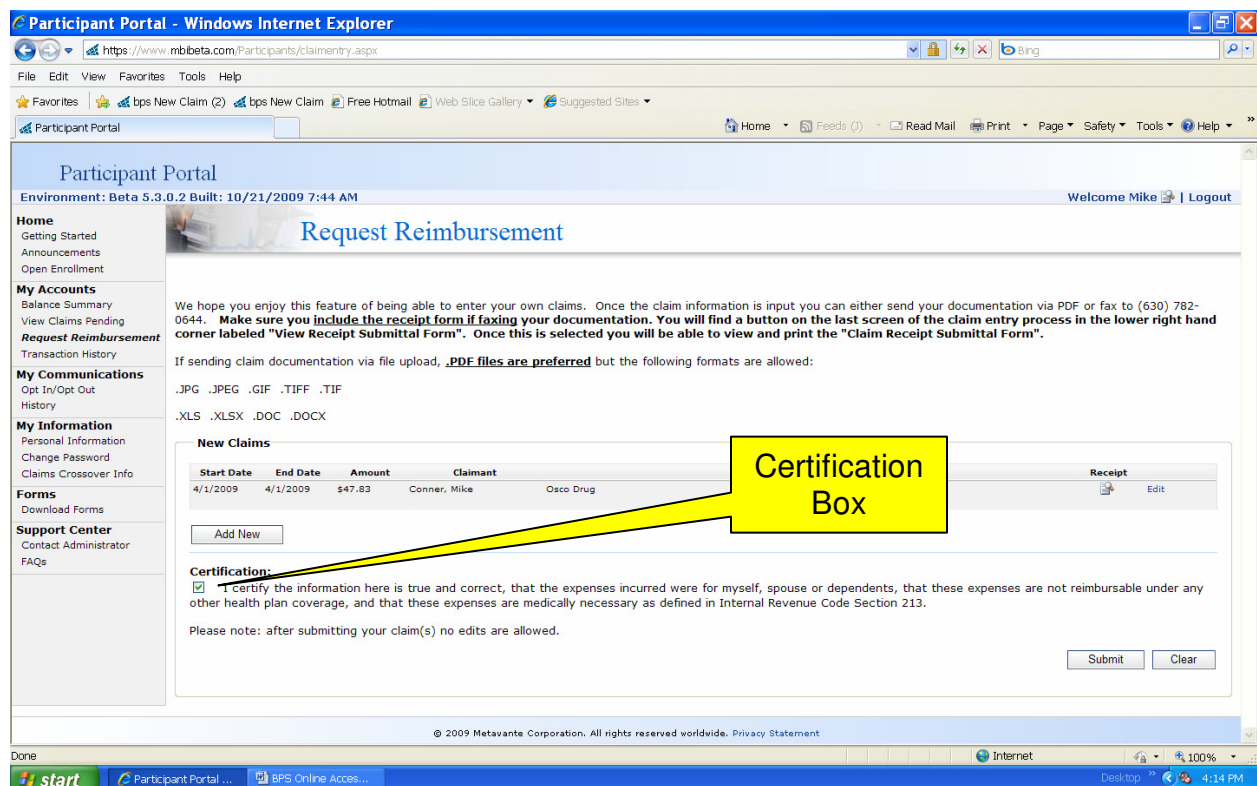 Participant Portal - Windows Internet Explorer
https://www.mbibeta.com/Participants/claimentry.aspx
Bing
File Edit View Favorites Tools Help
Favorites bps New Claim (2) bps New Claim Free Hotmail Web Slice Gallery Suggested Sites
Participant Portal
Home Feeds (J) Read Mail Print Page Safety Tools Help »
Participant Portal
Environment: Beta 5.3.0.2 Built: 10/21/2009 7:44 AM
Welcome Mike | Logout
Home
Getting Started
Announcements
Open Enrollment
My Accounts
Balance Summary
View Claims Pending
Request Reimbursement
Transaction History
My Communications
Opt In/Opt Out
History
My Information
Personal Information
Change Password
Claims Crossover Info
Forms
Download Forms
Support Center
Contact Administrator
FAQs
Request Reimbursement
We hope you enjoy this feature of being able to enter your own claims. Once the claim information is input you can either send your documentation via PDF or fax to (630) 782-
0644. Make sure you include the receipt form if faxing your documentation. You will find a button on the last screen of the claim entry process in the lower right hand
corner labeled "View Receipt Submittal Form". Once this is selected you will be able to view and print the "Claim Receipt Submittal Form".
If sending claim documentation via file upload, .PDF files are preferred but the following formats are allowed:
.JPG .JPEG .GIF .TIFF .TIF
.XLS .XLSX .DOC .DOCX
New Claims
Start Date End Date Amount Claimant Receipt
4/1/2009 4/1/2009 $47.83 Conner, Mike Osco Drug Edit
Certification
Box
Add New
Certification:
I certify the information here is true and correct, that the expenses incurred were for myself, spouse or dependents, that these expenses are not reimbursable under any
other health plan coverage, and that these expenses are medically necessary as defined in Internal Revenue Code Section 213.
Please note: after submitting your claim(s) no edits are allowed.
Submit Clear
© 2009 Metavante Corporation. All rights reserved worldwide. Privacy Statement
Done Internet 100%
start Participant Portal ... BPS Online Acces... Desktop » 4:14 PM